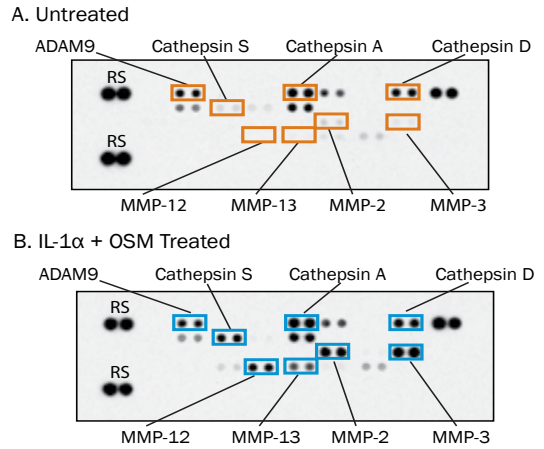 A. Untreated
ADAM9 Cathepsin S Cathepsin A Cathepsin D
RS
RS
MMP-12 MMP-13 MMP-2 MMP-3
B. IL-1α + OSM Treated
ADAM9 Cathepsin S Cathepsin A Cathepsin D
RS
RS
MMP-12 MMP-13 MMP-2 MMP-3